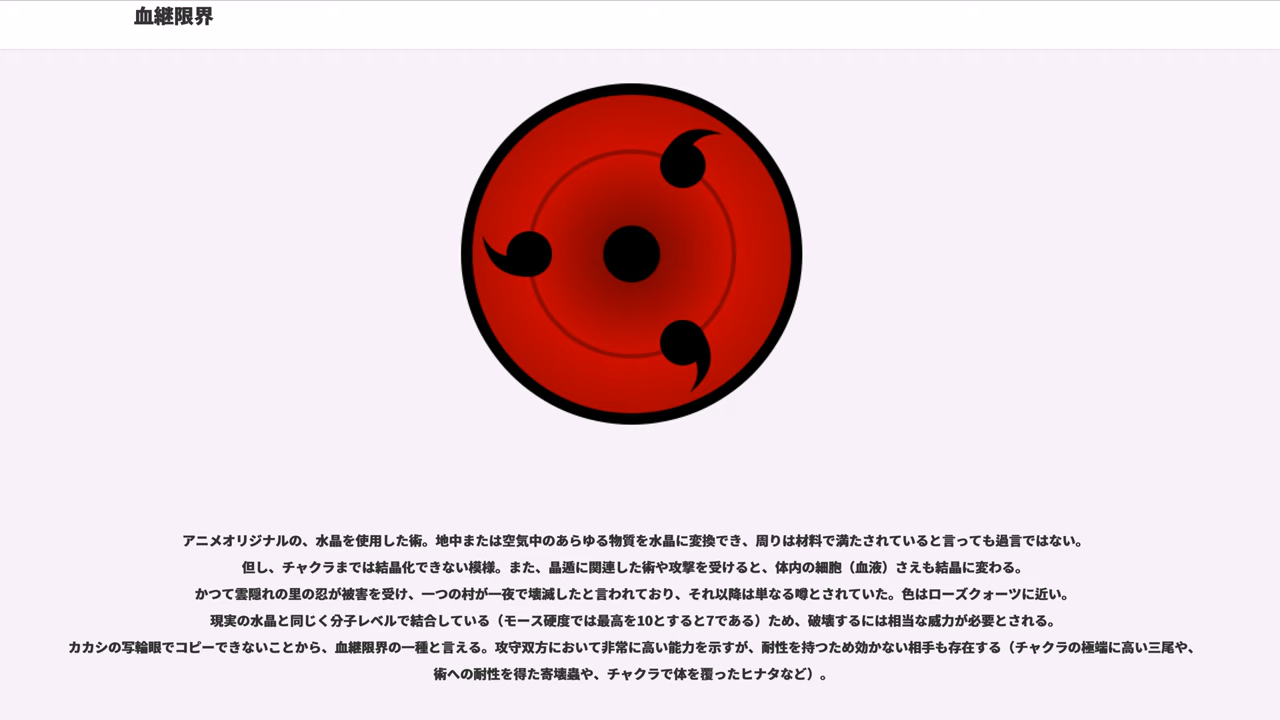 血継限界
アニメオリジナルの、水晶を使用した術。地中または空気中のあらゆる物質を水晶に変換でき、周りは材料で満たされていると言っても過言ではない。
但し、チャクラまでは結晶化できない模様。また、晶遁に関連した術や攻撃を受けると、体内の細胞（血液）さえも結晶に変わる。
かつて雲隠れの里の忍が被害を受け、一つの村が一夜で壊滅したと言われており、それ以降は単なる噂とされていた。色はローズクォーツに近い。
現実の水晶と同じく分子レベルで結合している（モース硬度では最高を10とすると7である）ため、破壊するには相当な威力が必要とされる。
カカシの写輪眼でコピーできないことから、血継限界の一種と言える。攻守双方において非常に高い能力を示すが、耐性を持つため効かない相手も存在する（チャクラの極端に高い三尾や、
術への耐性を得た寄壊蟲や、チャクラで体を覆ったヒナタなど）。